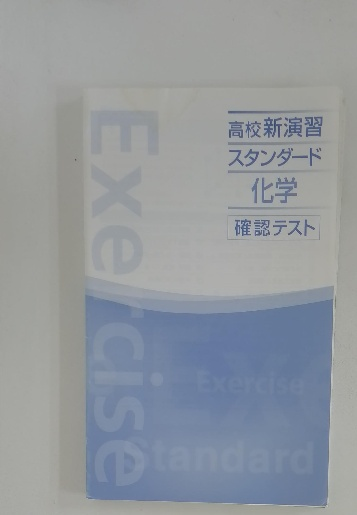 高校新演習
スタンダード
化学
確認テスト
Exercise
Exercise
Standard